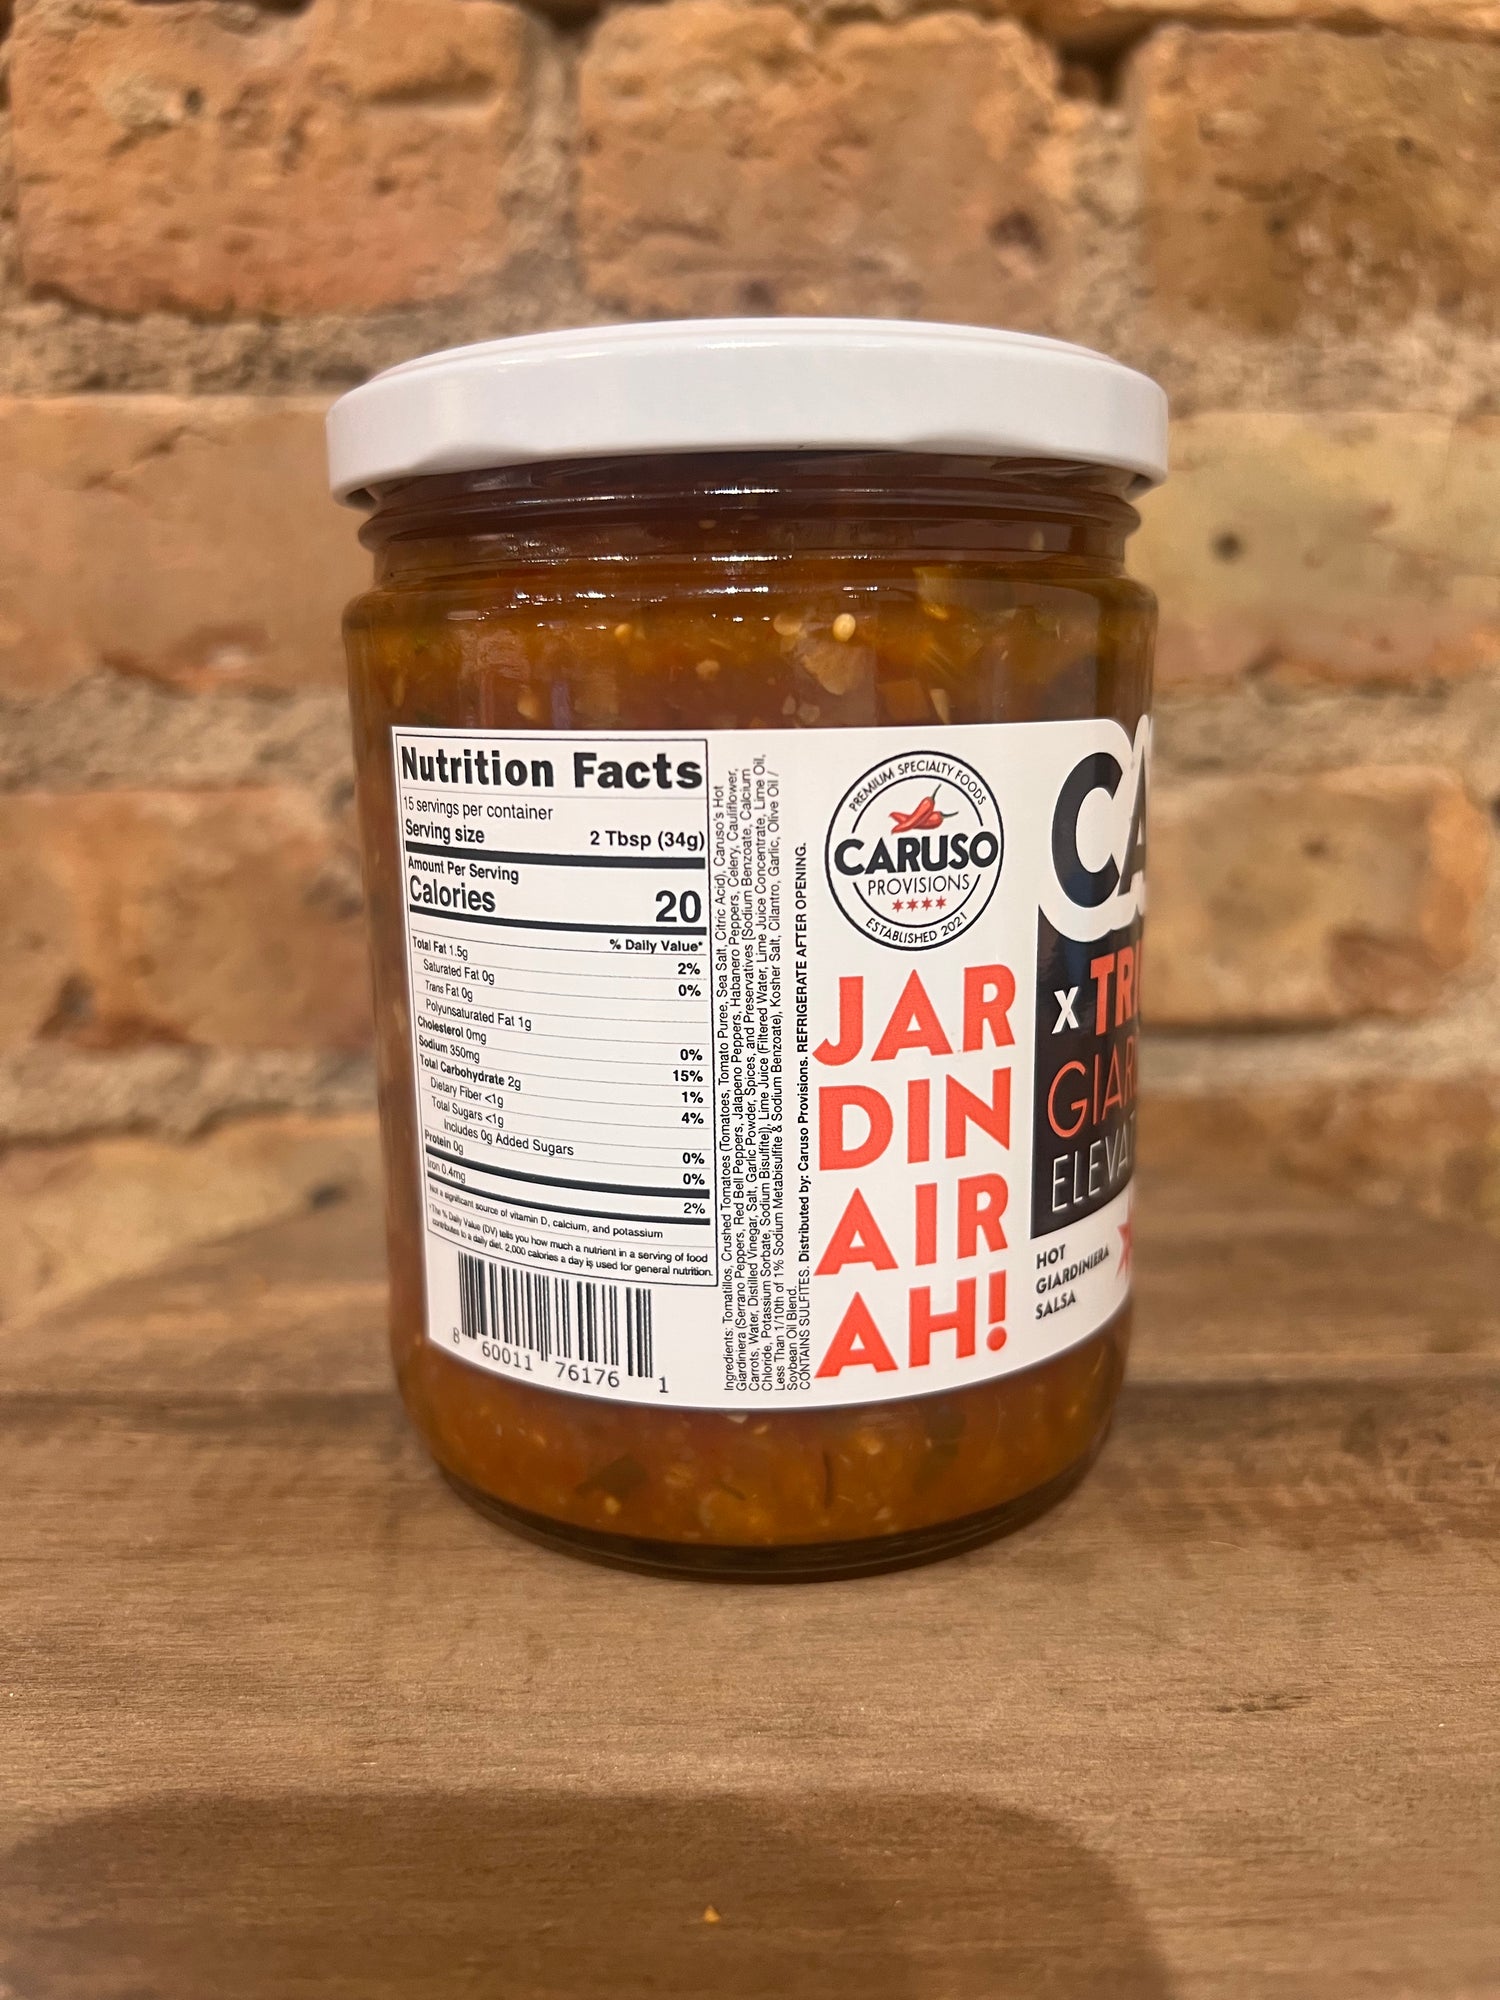 Nutrition Facts
15 servings per container
Serving size 2 Tbsp (34g)
Amount Per Serving
Calories 20
% Daily Value*
Total Fat 1.5g 2%
Saturated Fat 0g 0%
Trans Fat 0g
Polyunsaturated Fat 1g
Cholesterol 0mg 0%
Sodium 350mg 15%
Total Carbohydrate 2g 1%
Dietary Fiber <1g 4%
Total Sugars <1g
Includes 0g Added Sugars 0%
Protein 0g 0%
Iron 0.4mg 2%
Not a significant source of vitamin D, calcium, and potassium
*The % Daily Value (DV) tells you how much a nutrient in a serving of food
contributes to a daily diet. 2,000 calories a day is used for general nutrition.
8 60011 76176 1
Ingredients: Tomatillos, Crushed Tomatoes (Tomatoes, Tomato Puree, Sea Salt, Citric Acid), Caruso's Hot
Giardiniera (Serrano Peppers, Red Bell Peppers, Jalapeno Peppers, Habanero Peppers, Celery, Cauliflower,
Carrots, Water, Distilled Vinegar, Salt, Garlic Powder, Spices, and Preservatives [Sodium Benzoate, Calcium
Chloride, Potassium Sorbate, Sodium Bisulfite]), Lime Juice (Filtered Water, Lime Juice Concentrate, Lime Oil,
Less Than 1/10th of 1% Sodium Metabisulfite & Sodium Benzoate), Kosher Salt, Cilantro, Garlic, Olive Oil /
Soybean Oil Blend.
CONTAINS SULFITES. Distributed by: Caruso Provisions. REFRIGERATE AFTER OPENING.
PREMIUM SPECIALTY FOODS
CARUSO
PROVISIONS
ESTABLISHED 2021
JAR
DIN
AIR
AH!
CA
X TRI
GIAR
ELEVA
HOT
GIARDINIERA
SALSA